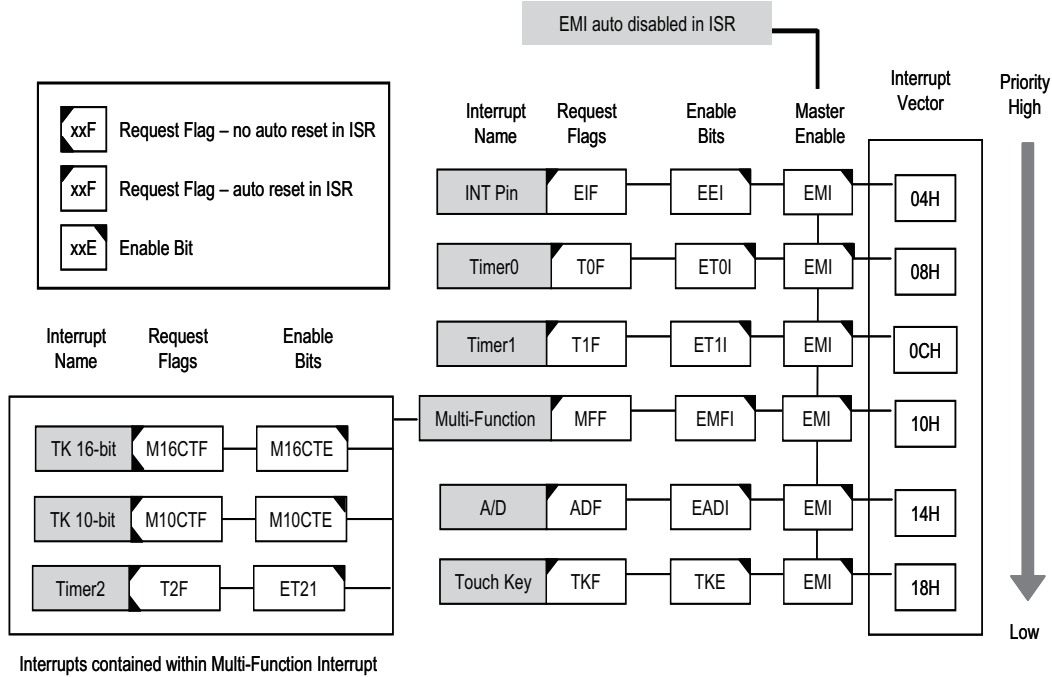 EMI auto disabled in ISR
xxF Request Flag – no auto reset in ISR
xxF Request Flag – auto reset in ISR
xxE Enable Bit
Interrupt Name Request Flags Enable Bits Master Enable Interrupt Vector Priority High
INT Pin EIF EEI EMI 04H
Timer0 T0F ET0I EMI 08H
Timer1 T1F ET1I EMI 0CH
Multi-Function MFF EMFI EMI 10H
A/D ADF EADI EMI 14H
Touch Key TKF TKE EMI 18H
Low
Interrupt Name Request Flags Enable Bits
TK 16-bit M16CTF M16CTE
TK 10-bit M10CTF M10CTE
Timer2 T2F ET21
Interrupts contained within Multi-Function Interrupt